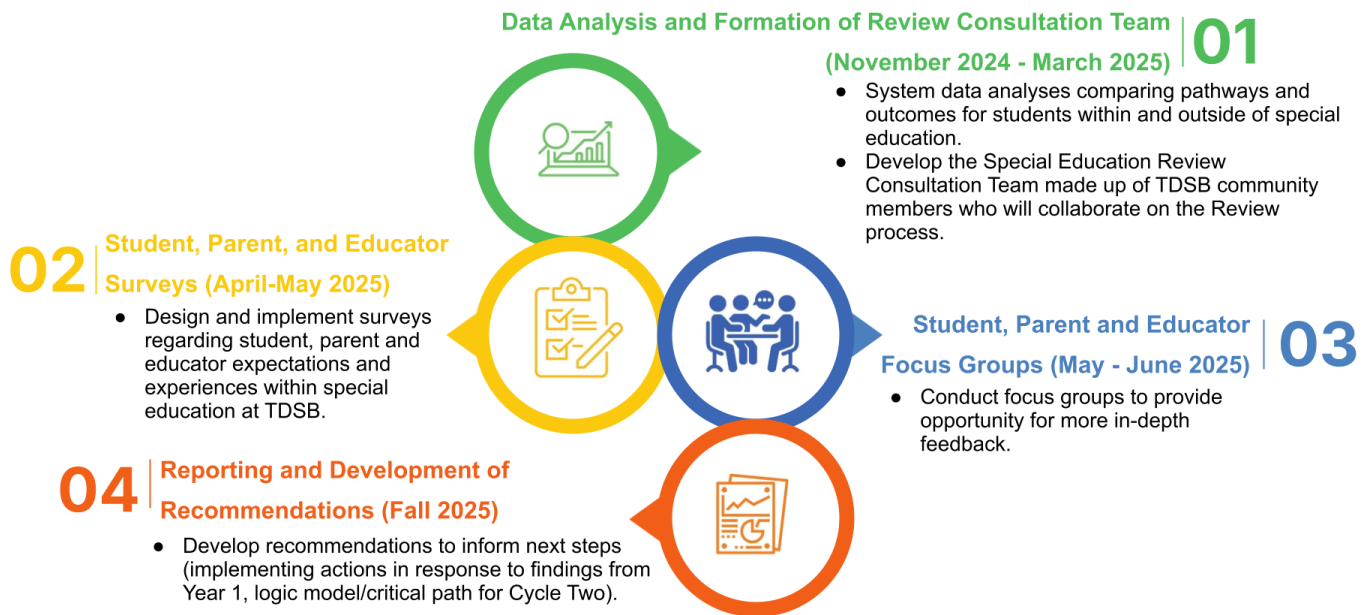 Data Analysis and Formation of Review Consultation Team
(November 2024 - March 2025)
01
● System data analyses comparing pathways and
outcomes for students within and outside of special
education.
● Develop the Special Education Review
Consultation Team made up of TDSB community
members who will collaborate on the Review
process.
02
Student, Parent, and Educator
Surveys (April-May 2025)
● Design and implement surveys
regarding student, parent and
educator expectations and
experiences within special
education at TDSB.
Student, Parent and Educator
Focus Groups (May - June 2025)
03
● Conduct focus groups to provide
opportunity for more in-depth
feedback.
04
Reporting and Development of
Recommendations (Fall 2025)
● Develop recommendations to inform next steps
(implementing actions in response to findings from
Year 1, logic model/critical path for Cycle Two).